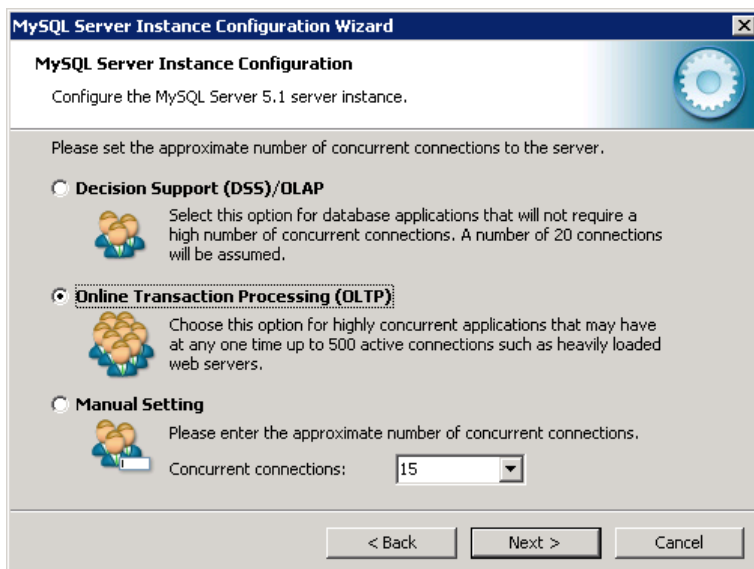 MySQL Server Instance Configuration Wizard
MySQL Server Instance Configuration
Configure the MySQL Server 5.1 server instance.
Please set the approximate number of concurrent connections to the server.
Decision Support (DSS)/OLAP
Select this option for database applications that will not require a
high number of concurrent connections. A number of 20 connections
will be assumed.
Online Transaction Processing (OLTP)
Choose this option for highly concurrent applications that may have
at any one time up to 500 active connections such as heavily loaded
web servers.
Manual Setting
Please enter the approximate number of concurrent connections.
Concurrent connections: 15
< Back Next > Cancel